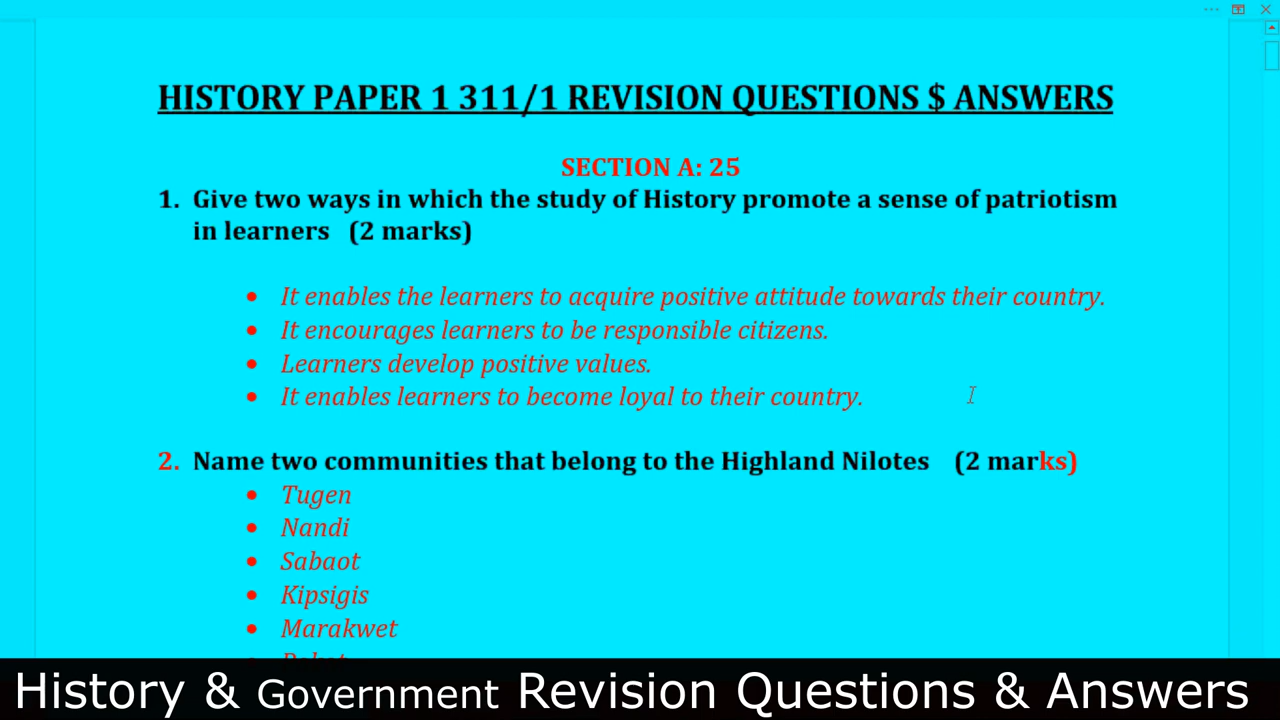 HISTORY PAPER 1 311/1 REVISION QUESTIONS $ ANSWERS
SECTION A: 25
1. Give two ways in which the study of History promote a sense of patriotism
in learners (2 marks)
• It enables the learners to acquire positive attitude towards their country.
• It encourages learners to be responsible citizens.
• Learners develop positive values.
• It enables learners to become loyal to their country.
2. Name two communities that belong to the Highland Nilotes (2 marks)
• Tugen
• Nandi
• Sabaot
• Kipsigis
• Marakwet
History & Government Revision Questions & Answers